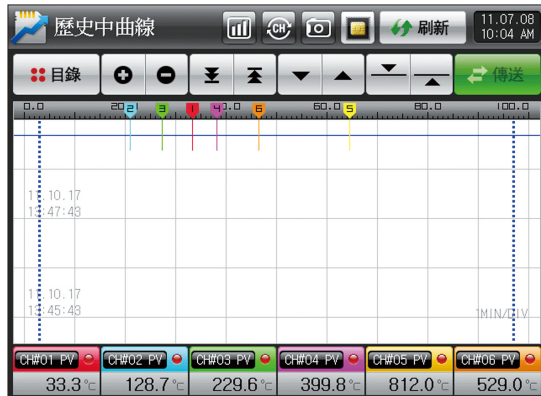 歷史中曲線
CH
刷新
11.07.08
10:04 AM
目錄
傳送
0.0 20 2 3 1 4 0.0 6 60.0 5 80.0 100.0
11.10.17
13:47:43
11.10.17
13:45:43
1MIN/DIV
CH#01 PV CH#02 PV CH#03 PV CH#04 PV CH#05 PV CH#06 PV
33.3℃ 128.7℃ 229.6℃ 399.8℃ 812.0℃ 529.0℃